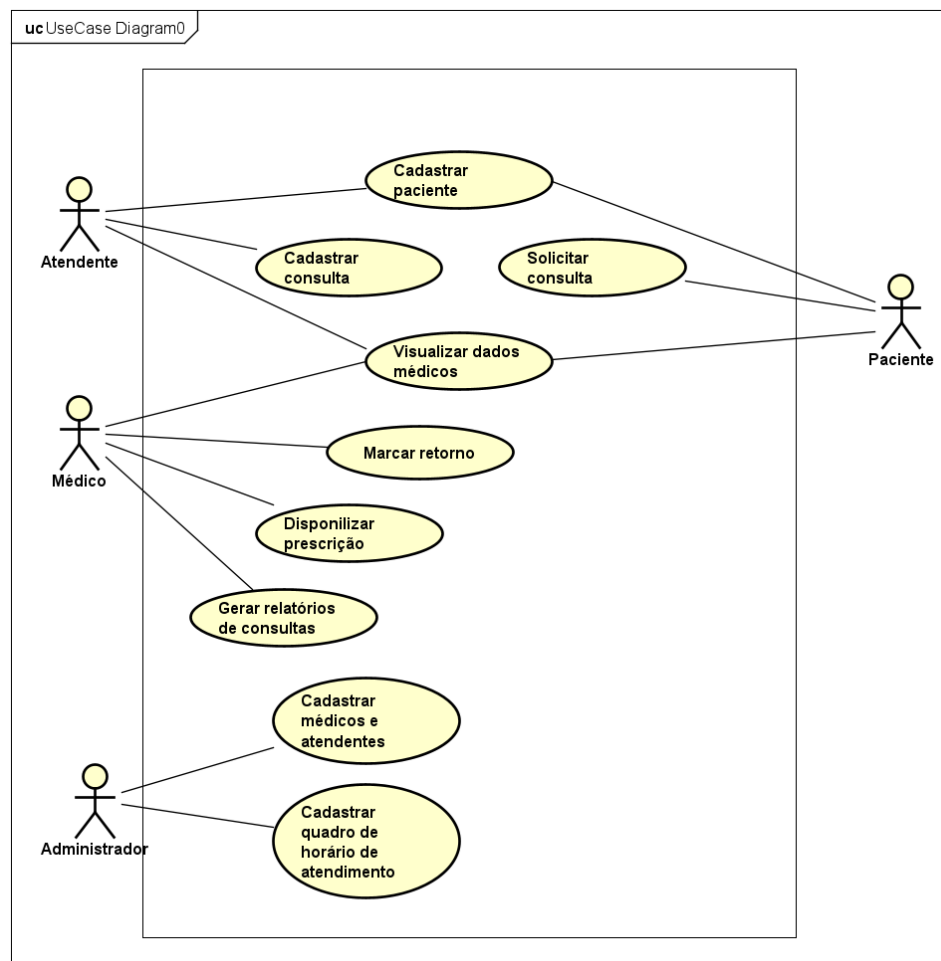 uc UseCase Diagram0
Cadastrar
paciente
Atendente
Cadastrar
consulta
Solicitar
consulta
Paciente
Visualizar dados
médicos
Médico
Marcar retorno
Disponilizar
prescrição
Gerar relatórios
de consultas
Cadastrar
médicos e
atendentes
Administrador
Cadastrar
quadro de
horário de
atendimento